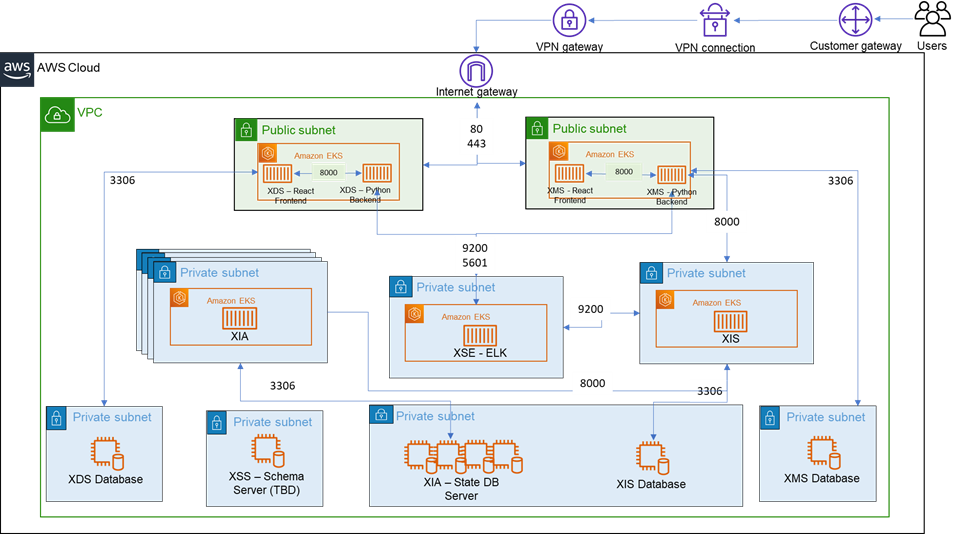 VPN gateway
VPN connection
Customer gateway
Users
aws
AWS Cloud
Internet gateway
VPC
80
443
Public subnet
Amazon EKS
8000
XDS – React
Frontend
XDS – Python
Backend
Public subnet
Amazon EKS
8000
XMS - React
Frontend
XMS - Python
Backend
3306
3306
8000
9200
5601
Private subnet
Amazon EKS
XIA
Private subnet
Amazon EKS
XSE - ELK
9200
Private subnet
Amazon EKS
XIS
3306
8000
3306
Private subnet
XDS Database
Private subnet
XSS – Schema
Server (TBD)
Private subnet
XIA – State DB
Server
XIS Database
Private subnet
XMS Database